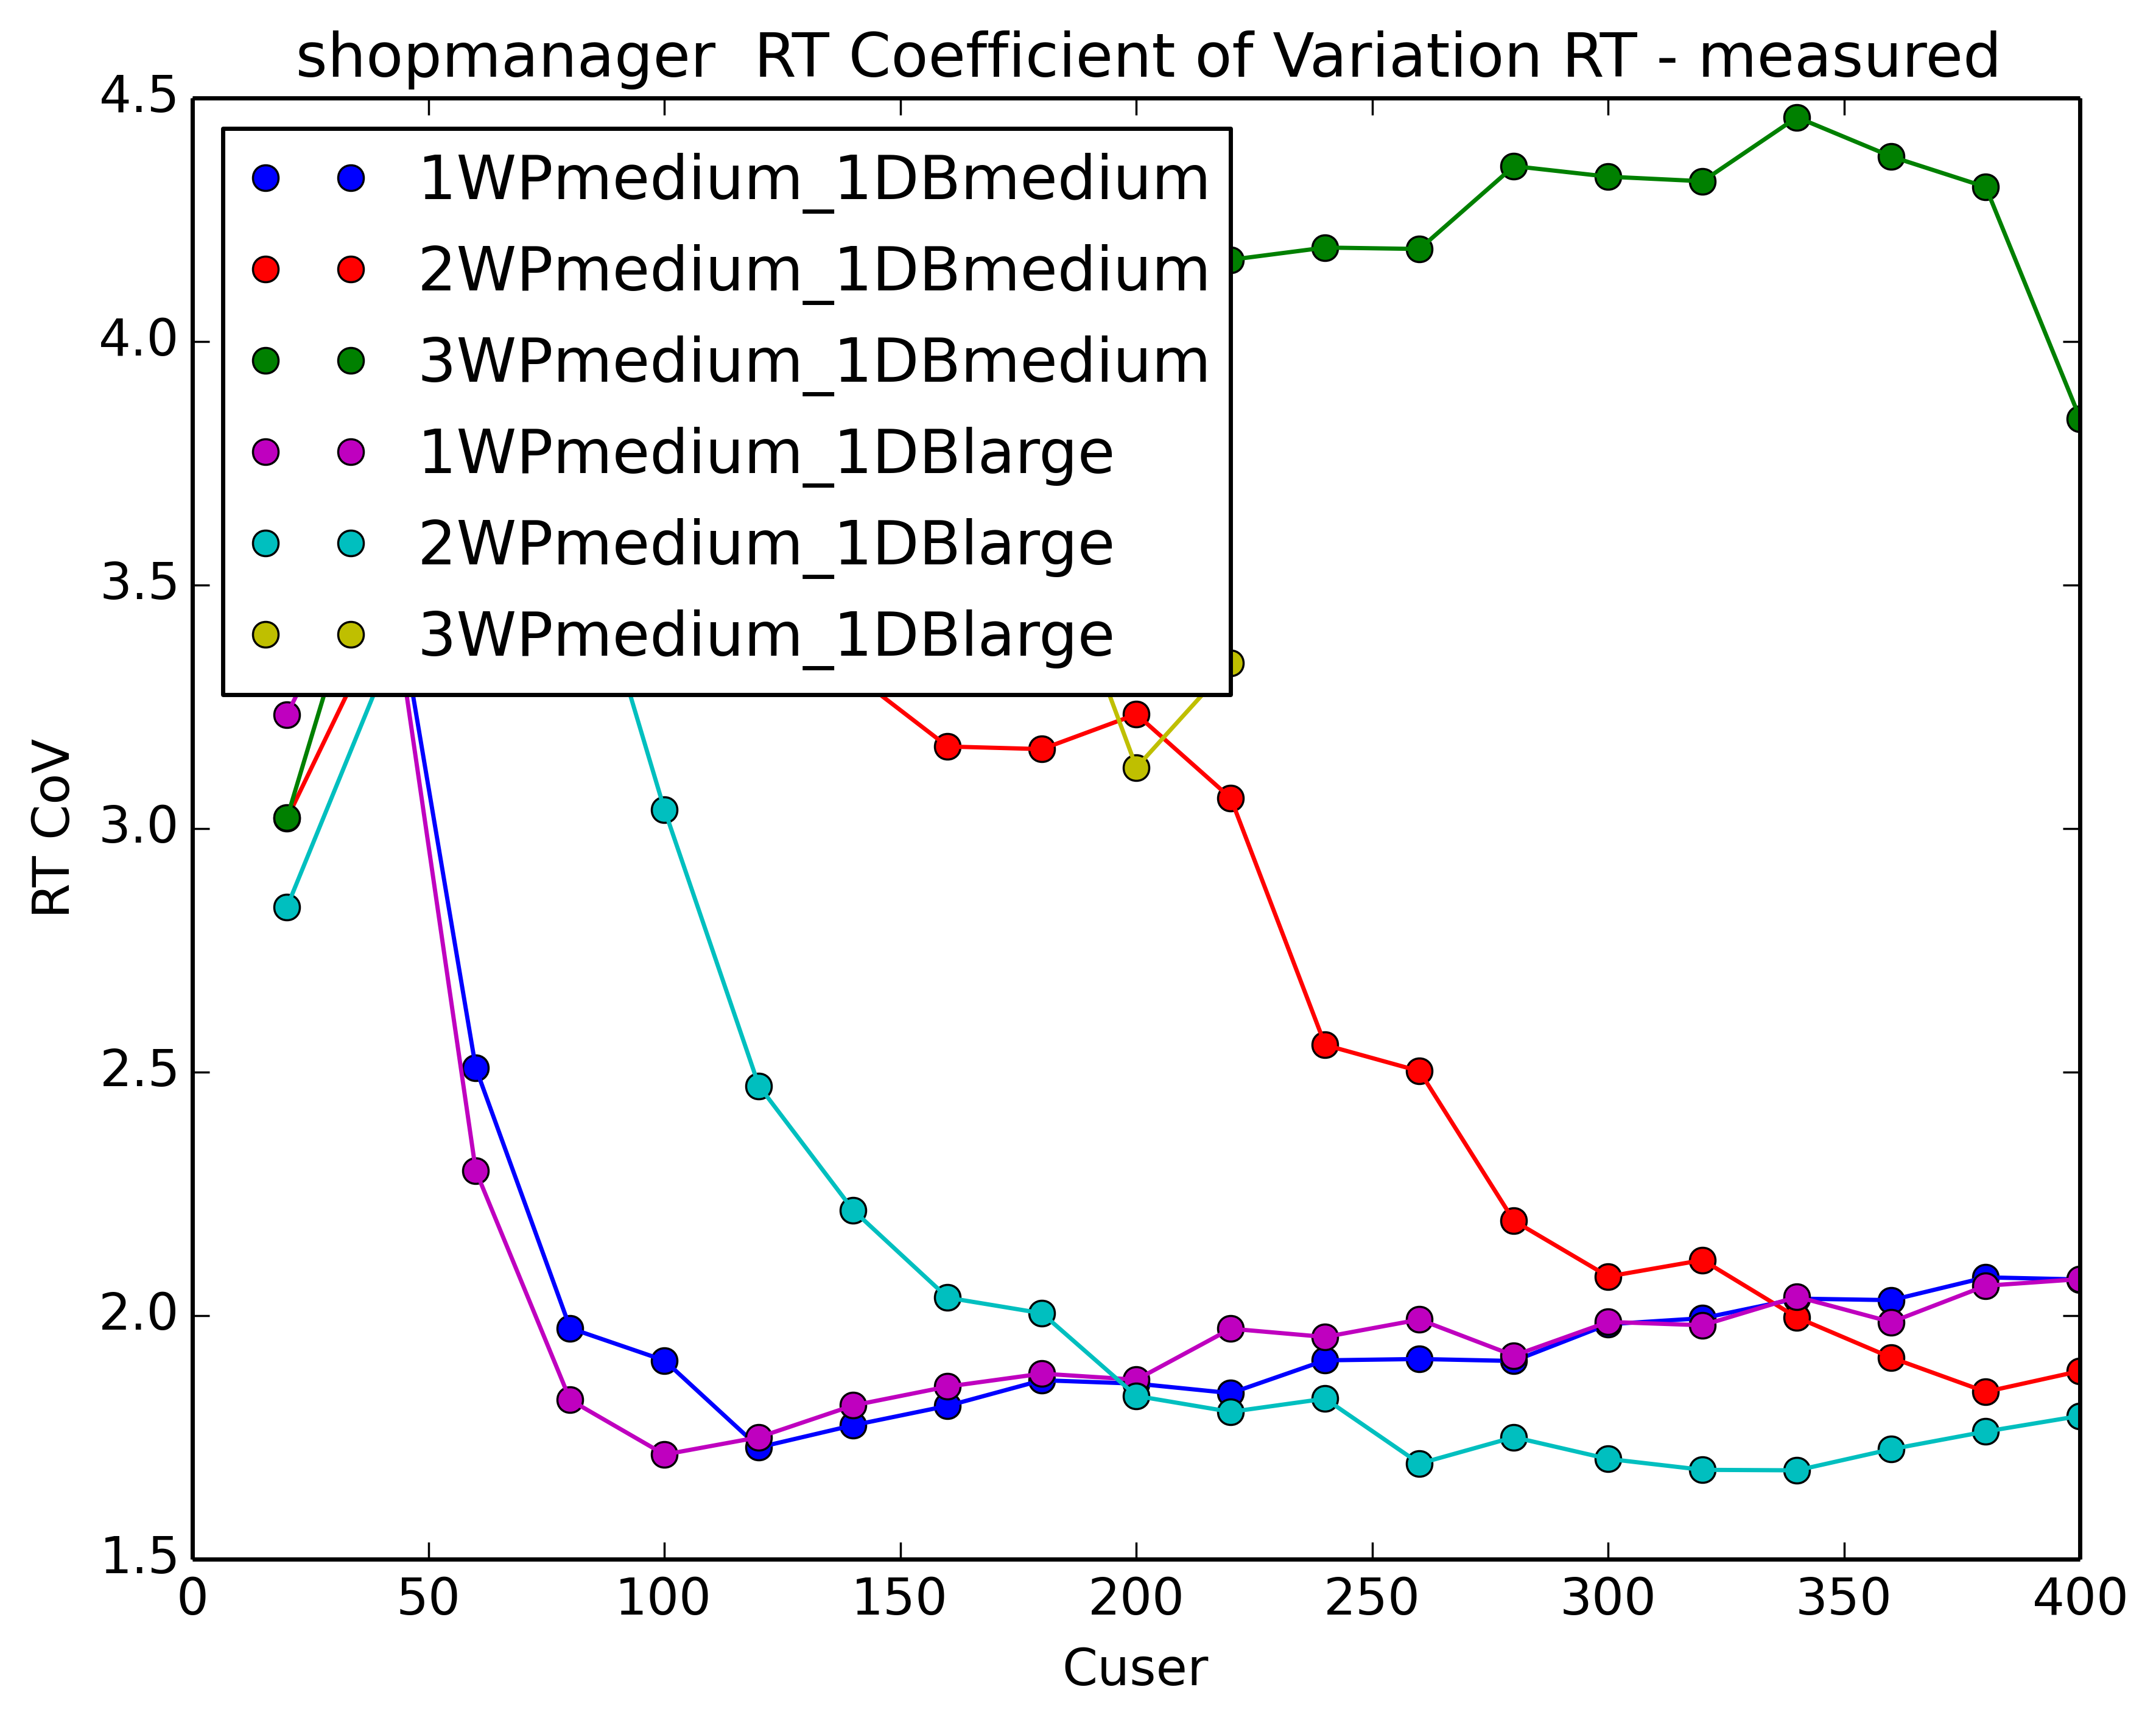 shopmanager  RT Coefficient of Variation RT - measured
4.5
4.0
3.5
3.0
2.5
2.0
1.5
RT CoV
1WPmedium_1DBmedium
2WPmedium_1DBmedium
3WPmedium_1DBmedium
1WPmedium_1DBlarge
2WPmedium_1DBlarge
3WPmedium_1DBlarge
0 50 100 150 200 250 300 350 400
Cuser